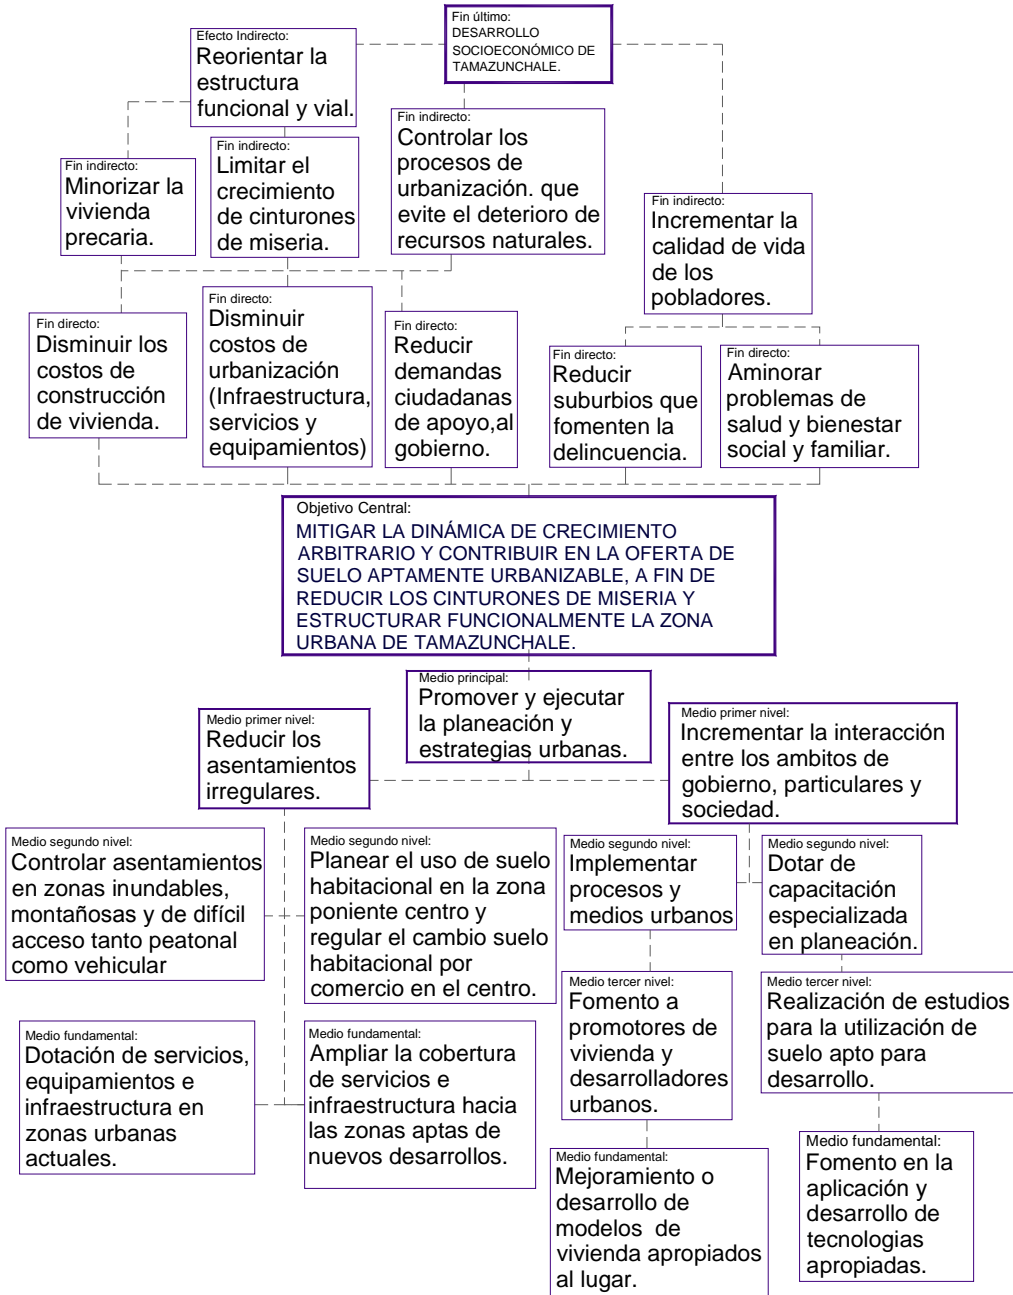 Fin último:
DESARROLLO
SOCIOECONÓMICO DE
TAMAZUNCHALE.
Efecto Indirecto:
Reorientar la
estructura
funcional y vial.
Fin indirecto:
Minorizar la
vivienda
precaria.
Fin indirecto:
Limitar el
crecimiento
de cinturones
de miseria.
Fin indirecto:
Controlar los
procesos de
urbanización. que
evite el deterioro de
recursos naturales.
Fin indirecto:
Incrementar la
calidad de vida
de los
pobladores.
Fin directo:
Disminuir los
costos de
construcción
de vivienda.
Fin directo:
Disminuir
costos de
urbanización
(Infraestructura,
servicios y
equipamientos)
Fin directo:
Reducir
demandas
ciudadanas
de apoyo,al
gobierno.
Fin directo:
Reducir
suburbios que
fomenten la
delincuencia.
Fin directo:
Aminorar
problemas de
salud y bienestar
social y familiar.
Objetivo Central:
MITIGAR LA DINÁMICA DE CRECIMIENTO
ARBITRARIO Y CONTRIBUIR EN LA OFERTA DE
SUELO APTAMENTE URBANIZABLE, A FIN DE
REDUCIR LOS CINTURONES DE MISERIA Y
ESTRUCTURAR FUNCIONALMENTE LA ZONA
URBANA DE TAMAZUNCHALE.
Medio principal:
Promover y ejecutar
la planeación y
estrategias urbanas.
Medio primer nivel:
Reducir los
asentamientos
irregulares.
Medio primer nivel:
Incrementar la interacción
entre los ambitos de
gobierno, particulares y
sociedad.
Medio segundo nivel:
Controlar asentamientos
en zonas inundables,
montañosas y de difícil
acceso tanto peatonal
como vehicular
Medio segundo nivel:
Planear el uso de suelo
habitacional en la zona
poniente centro y
regular el cambio suelo
habitacional por
comercio en el centro.
Medio segundo nivel:
Implementar
procesos y
medios urbanos
Medio segundo nivel:
Dotar de
capacitación
especializada
en planeación.
Medio tercer nivel:
Fomento a
promotores de
vivienda y
desarrolladores
urbanos.
Medio tercer nivel:
Realización de estudios
para la utilización de
suelo apto para
desarrollo.
Medio fundamental:
Dotación de servicios,
equipamientos e
infraestructura en
zonas urbanas
actuales.
Medio fundamental:
Ampliar la cobertura
de servicios e
infraestructura hacia
las zonas aptas de
nuevos desarrollos.
Medio fundamental:
Mejoramiento o
desarrollo de
modelos de
vivienda apropiados
al lugar.
Medio fundamental:
Fomento en la
aplicación y
desarrollo de
tecnologias
apropiadas.